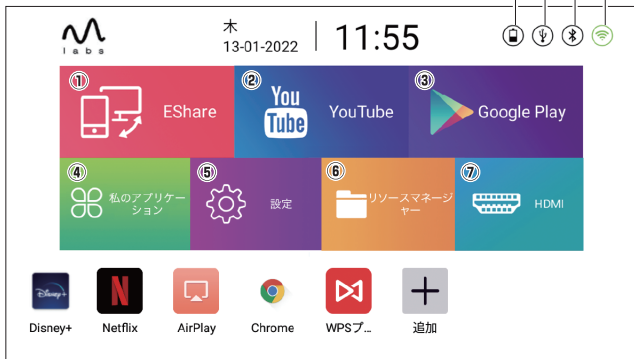 labs
木
13-01-2022
11:55
① EShare
② You Tube YouTube
③ Google Play
④ 私のアプリケー
ション
⑤ 設定
⑥ リソースマネージ
ャー
⑦ HDMI
Disney+
Disney+
N
Netflix
AirPlay
Chrome
WPSプ...
追加